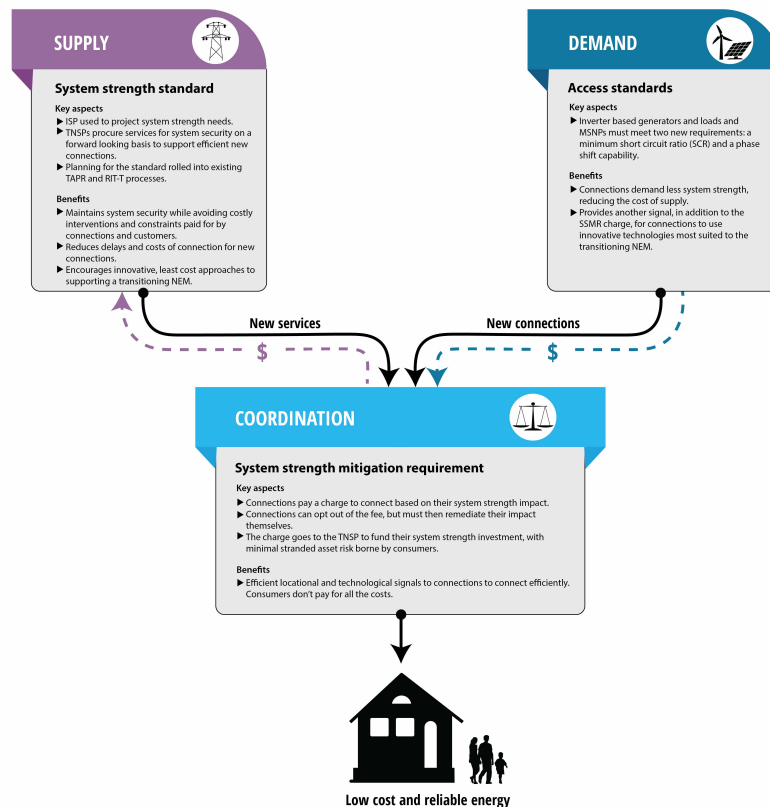 SUPPLY
System strength standard
Key aspects
▶ ISP used to project system strength needs.
▶ TNSPs procure services for system security on a
forward looking basis to support efficient new
connections.
▶ Planning for the standard rolled into existing
TAPR and RIT-T processes.
Benefits
▶ Maintains system security while avoiding costly
interventions and constraints paid for by
connections and customers.
▶ Reduces delays and costs of connection for new
connections.
▶ Encourages innovative, least cost approaches to
supporting a transitioning NEM.
DEMAND
Access standards
Key aspects
▶ Inverter based generators and loads and
MSNPs must meet two new requirements: a
minimum short circuit ratio (SCR) and a phase
shift capability.
Benefits
▶ Connections demand less system strength,
reducing the cost of supply.
▶ Provides another signal, in addition to the
SSMR charge, for connections to use
innovative technologies most suited to the
transitioning NEM.
New services
$
New connections
$
COORDINATION
System strength mitigation requirement
Key aspects
▶ Connections pay a charge to connect based on their system strength impact.
▶ Connections can opt out of the fee, but must then remediate their impact
themselves.
▶ The charge goes to the TNSP to fund their system strength investment, with
minimal stranded asset risk borne by consumers.
Benefits
▶ Efficient locational and technological signals to connections to connect efficiently.
Consumers don't pay for all the costs.
Low cost and reliable energy